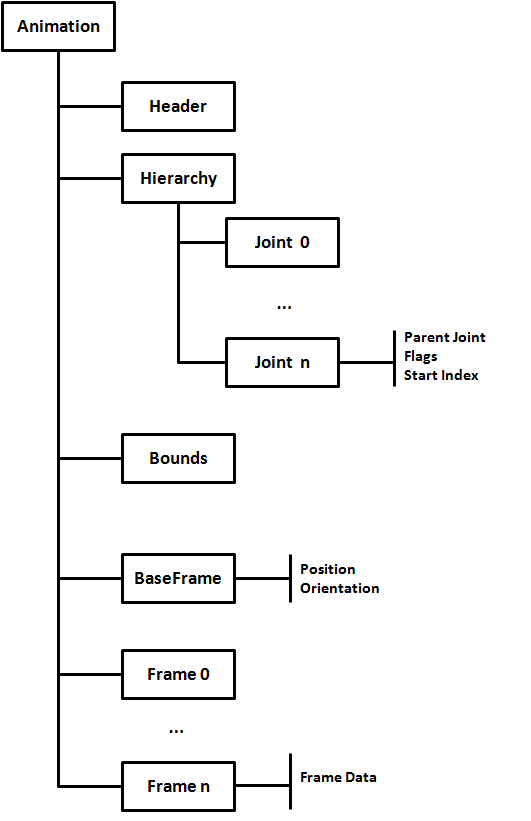 Animation
Header
Hierarchy
Joint 0
...
Joint n
Parent Joint
Flags
Start Index
Bounds
BaseFrame
Position
Orientation
Frame 0
...
Frame n
Frame Data